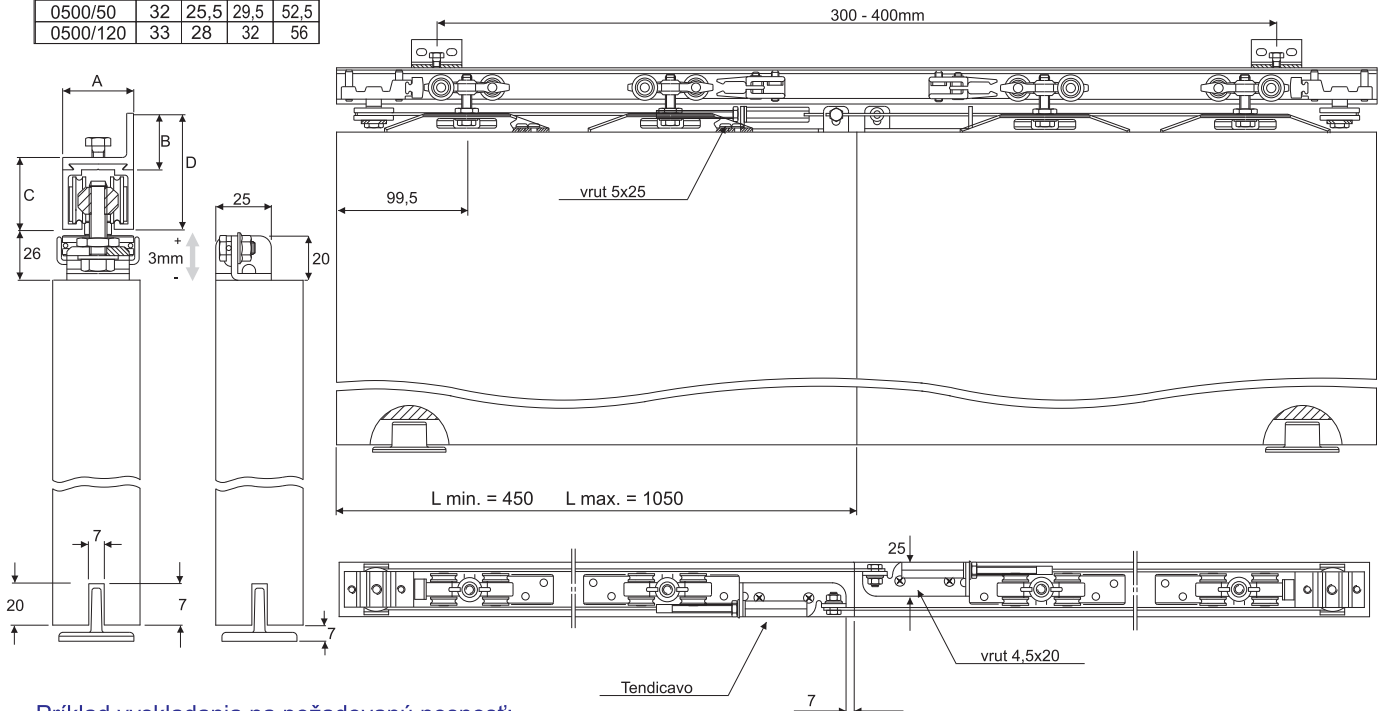 0500/50 32 25,5 29,5 52,5
0500/120 33 28 32 56
300 - 400mm
A
B
D
C
26
+
3mm
-
25
20
99,5
vrut 5x25
L min. = 450 L max. = 1050
7
20
7
7
25
vrut 4,5x20
Tendicavo
7